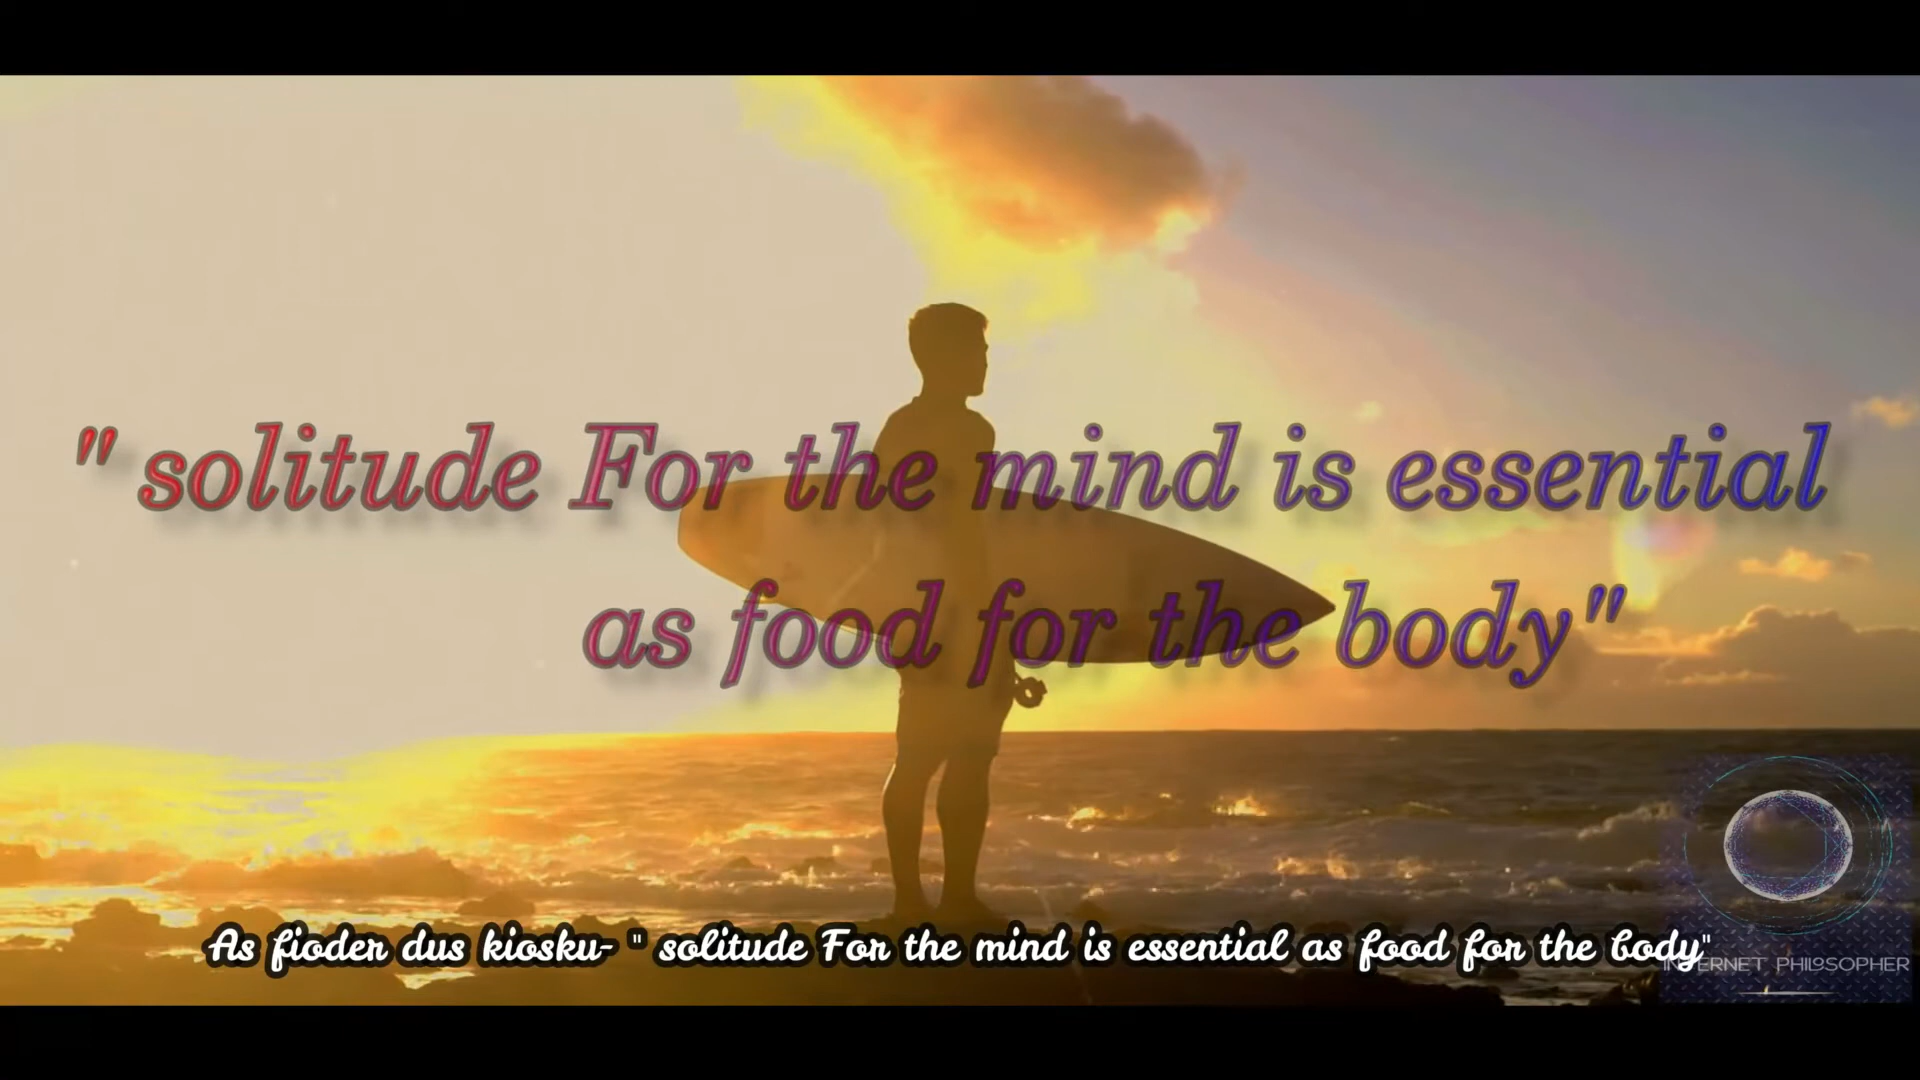 " solitude For the mind is essential
as food for the body"
As fioder dus kiosku- " solitude For the mind is essential as food for the body"
INTERNET PHILOSOPHER